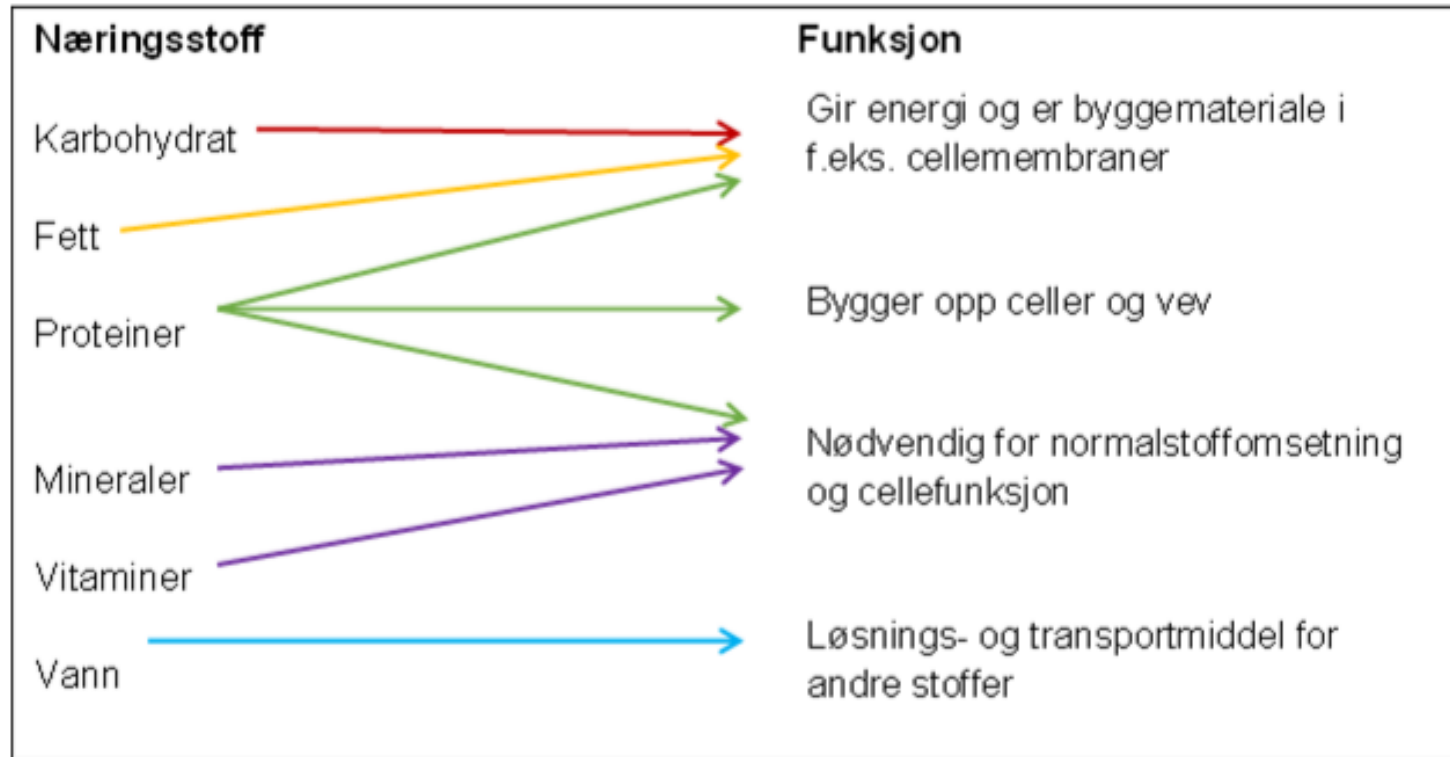 Næringsstoff
Funksjon
Karbohydrat
Gir energi og er byggemateriale i
f.eks. cellemembraner
Fett
Proteiner
Bygger opp celler og vev
Mineraler
Nødvendig for normalstoffomsetning
og cellefunksjon
Vitaminer
Vann
Løsnings- og transportmiddel for
andre stoffer